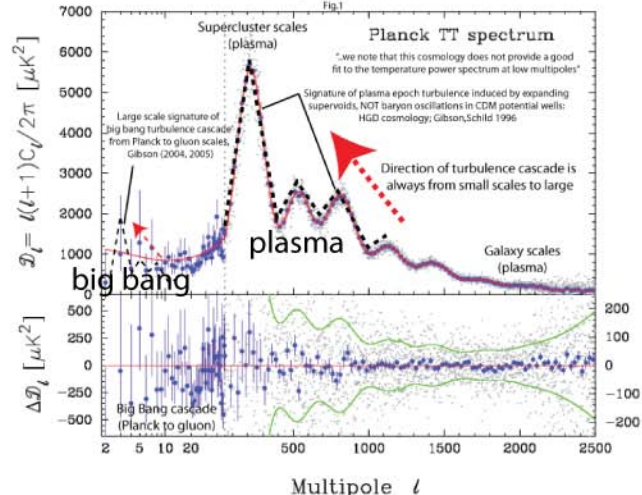 Fig.1
Planck TT spectrum
Supercluster scales
(plasma)
"..we note that this cosmology does not provide a good
fit to the temperature power spectrum at low multipoles"
Signature of plasma epoch turbulence induced by expanding
supervoids, NOT baryon oscillations in CDM potential wells:
HGD cosmology; Gibson,Schild 1996
Large scale signature of
'big bang turbulence cascade'
from Planck to gluon scales,
Gibson (2004, 2005)
Direction of turbulence cascade is
always from small scales to large
plasma
Galaxy scales
(plasma)
big bang
7000
6000
5000
4000
3000
2000
1000
0
𝒟ℓ = ℓ(ℓ+1)Cℓ/2π [μK²]
Big Bang cascade
(Planck to gluon)
500
250
0
-250
-500
Δ𝒟ℓ [μK²]
200
100
0
-100
-200
2 5 10 20 500 1000 1500 2000 2500
Multipole ℓ